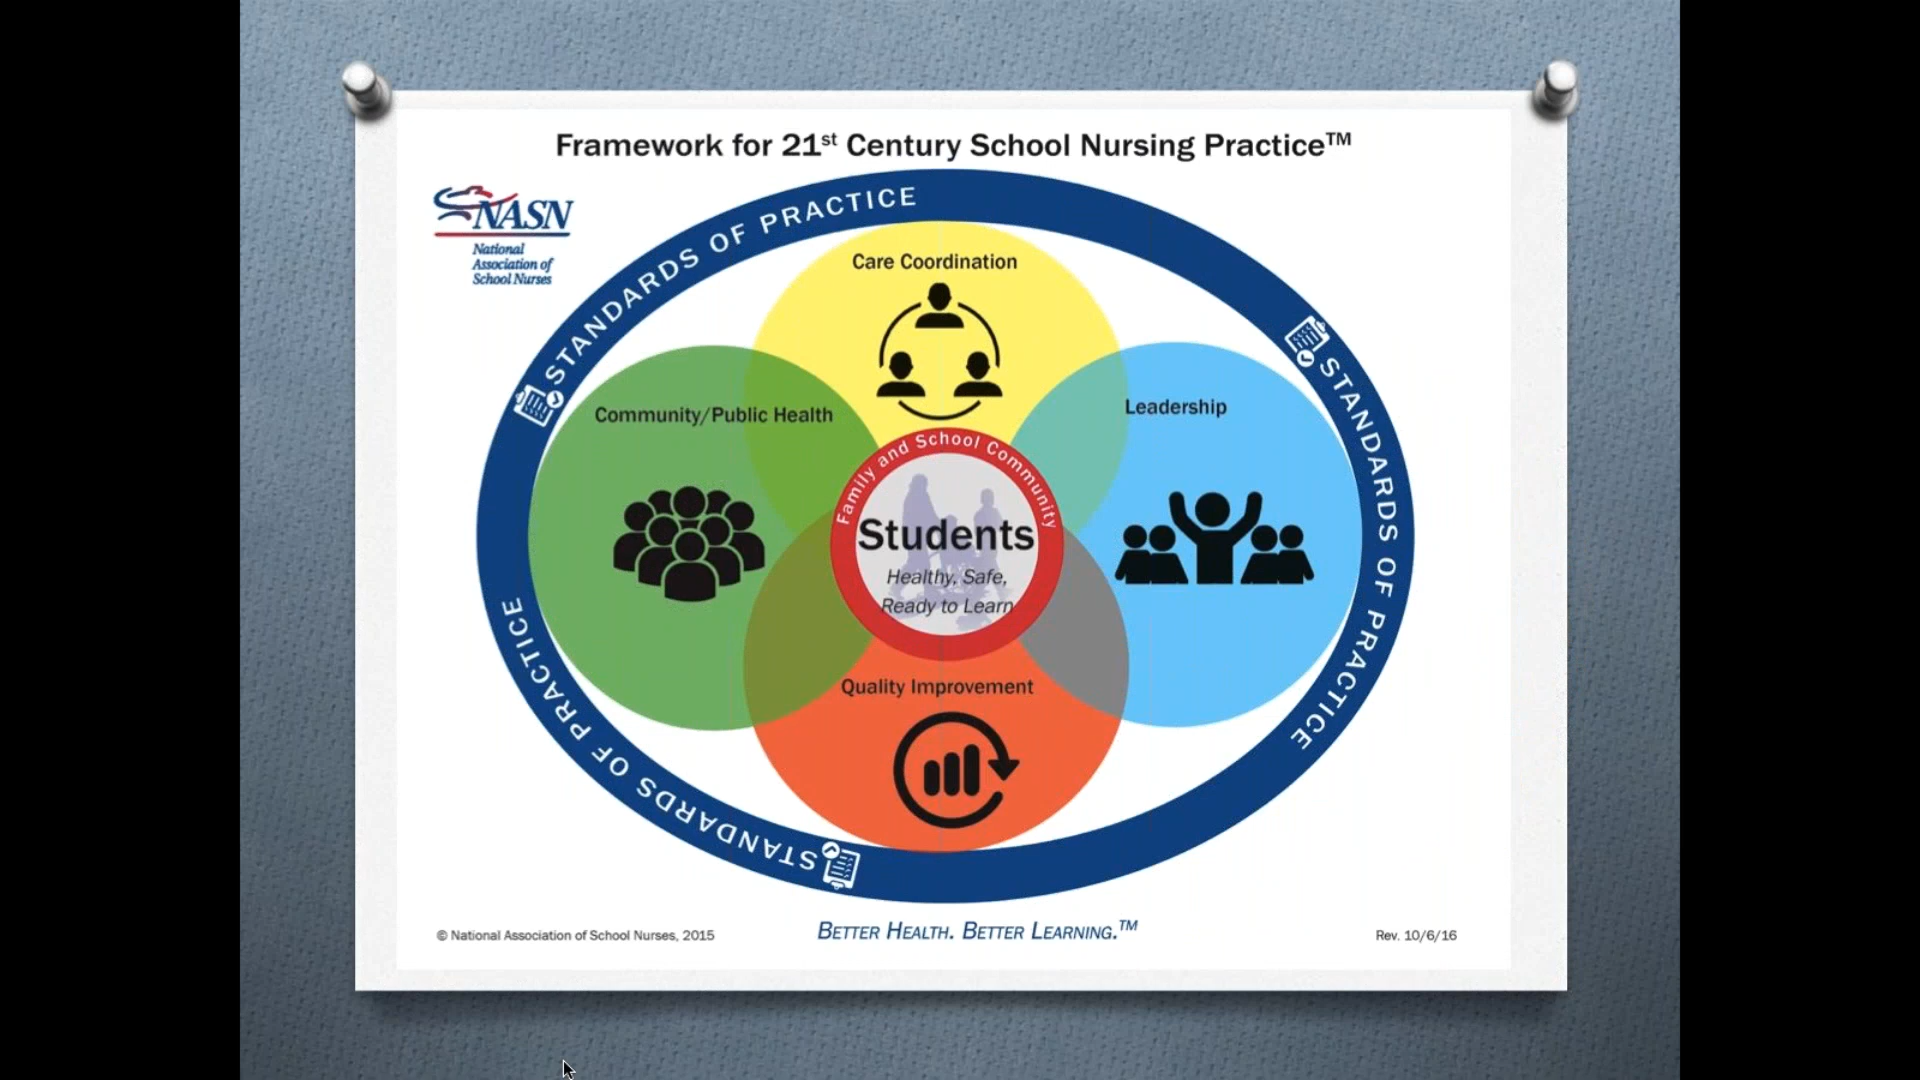 Framework for 21st Century School Nursing Practice™
NASN
National
Association of
School Nurses
STANDARDS OF PRACTICE
STANDARDS OF PRACTICE
STANDARDS OF PRACTICE
Care Coordination
Community/Public Health
Leadership
Family and School Community
Students
Healthy, Safe,
Ready to Learn
Quality Improvement
© National Association of School Nurses, 2015
BETTER HEALTH. BETTER LEARNING.™
Rev. 10/6/16